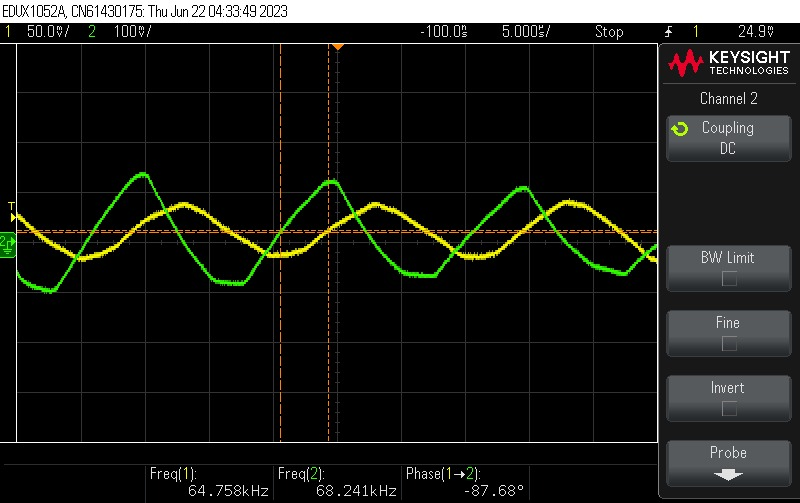 EDUX1052A, CN61430175: Thu Jun 22 04:33:49 2023
1 50.0V/ 2 100V/ -100.0s 5.000s/ Stop 1 24.9V
KEYSIGHT
TECHNOLOGIES
Channel 2
Coupling
DC
T
2
BW Limit
Fine
Invert
Probe
Freq(1): Freq(2): Phase(1→2):
64.758kHz 68.241kHz -87.68°